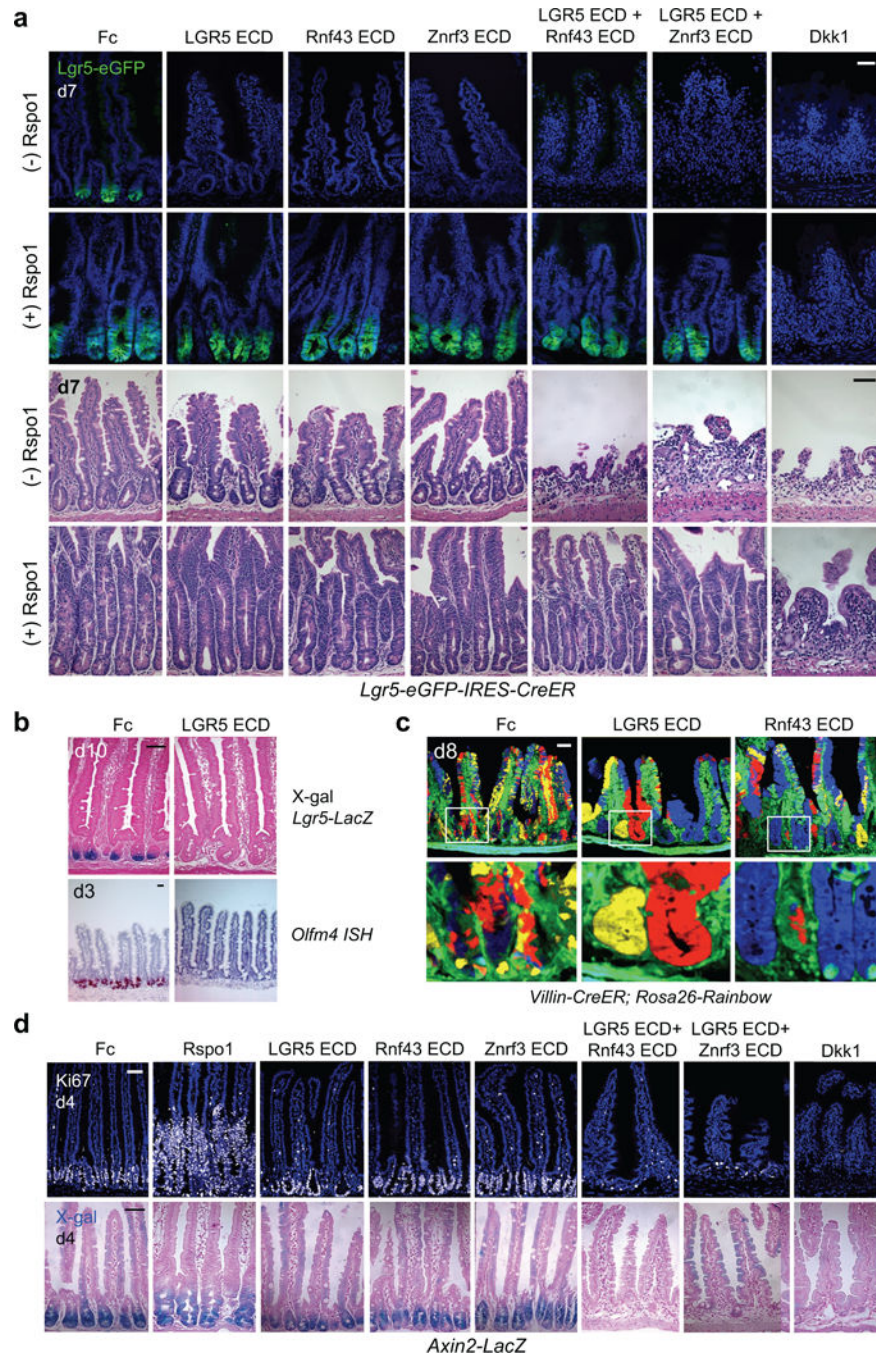 a
LGR5 ECD + LGR5 ECD +
Fc LGR5 ECD Rnf43 ECD Znrf3 ECD Rnf43 ECD Znrf3 ECD Dkk1
Lgr5-eGFP
d7
(-) Rspo1
(+) Rspo1
d7
(-) Rspo1
(+) Rspo1
Lgr5-eGFP-IRES-CreER
b
Fc LGR5 ECD
d10
X-gal
Lgr5-LacZ
d3
Olfm4 ISH
c
Fc LGR5 ECD Rnf43 ECD
d8
Villin-CreER; Rosa26-Rainbow
d
LGR5 ECD+ LGR5 ECD+
Fc Rspo1 LGR5 ECD Rnf43 ECD Znrf3 ECD Rnf43 ECD Znrf3 ECD Dkk1
Ki67
d4
X-gal
d4
Axin2-LacZ